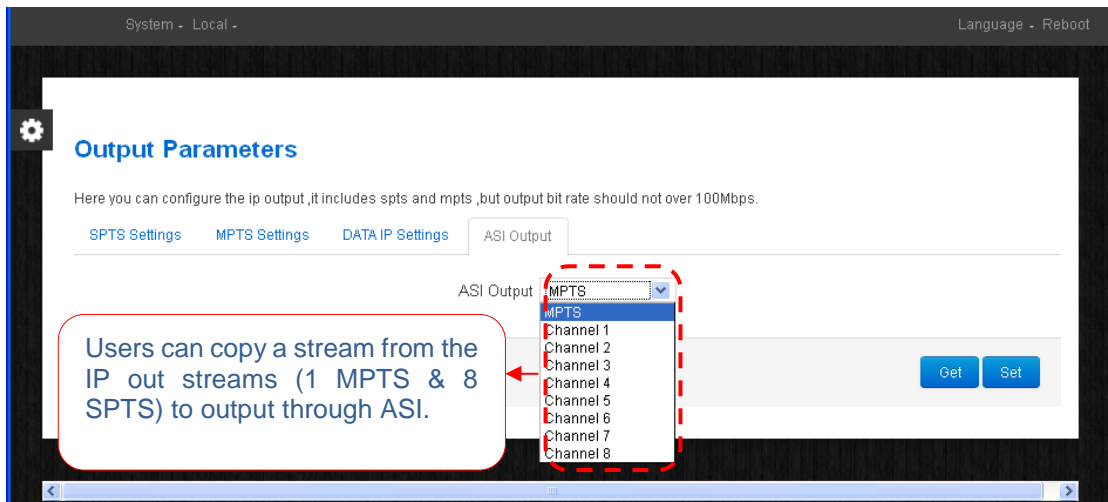 System Local
Language Reboot
Output Parameters
Here you can configure the ip output ,it includes spts and mpts ,but output bit rate should not over 100Mbps.
SPTS Settings MPTS Settings DATA IP Settings ASI Output
ASI Output MPTS
MPTS
Channel 1
Channel 2
Channel 3
Channel 4
Channel 5
Channel 6
Channel 7
Channel 8
Users can copy a stream from the
IP out streams (1 MPTS & 8
SPTS) to output through ASI.
Get Set